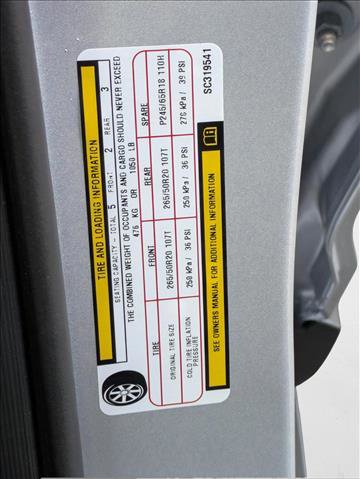 TIRE AND LOADING INFORMATION
SEATING CAPACITY - TOTAL 5 FRONT 2 REAR 3
THE COMBINED WEIGHT OF OCCUPANTS AND CARGO SHOULD NEVER EXCEED
476 KG OR 1050 LB
TIRE FRONT REAR SPARE
ORIGINAL TIRE SIZE 265/50R20 107T 265/50R20 107T P245/65R18 110H
COLD TIRE INFLATION PRESSURE 250 kPa / 36 PSI 250 kPa / 36 PSI 270 kPa / 39 PSI
SEE OWNERS MANUAL FOR ADDITIONAL INFORMATION
SC319541